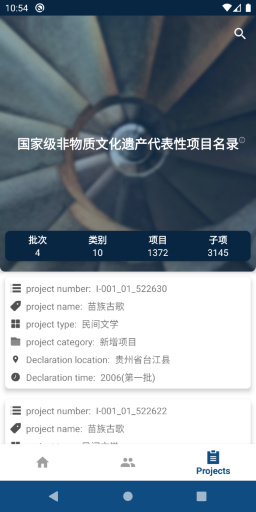 10:54
国家级非物质文化遗产代表性项目名录
批次 类别 项目 子项
4 10 1372 3145
project number: I-001_01_522630
project name: 苗族古歌
project type: 民间文学
project category: 新增项目
Declaration location: 贵州省台江县
Declaration time: 2006(第一批)
project number: I-001_01_522622
project name: 苗族古歌
Projects